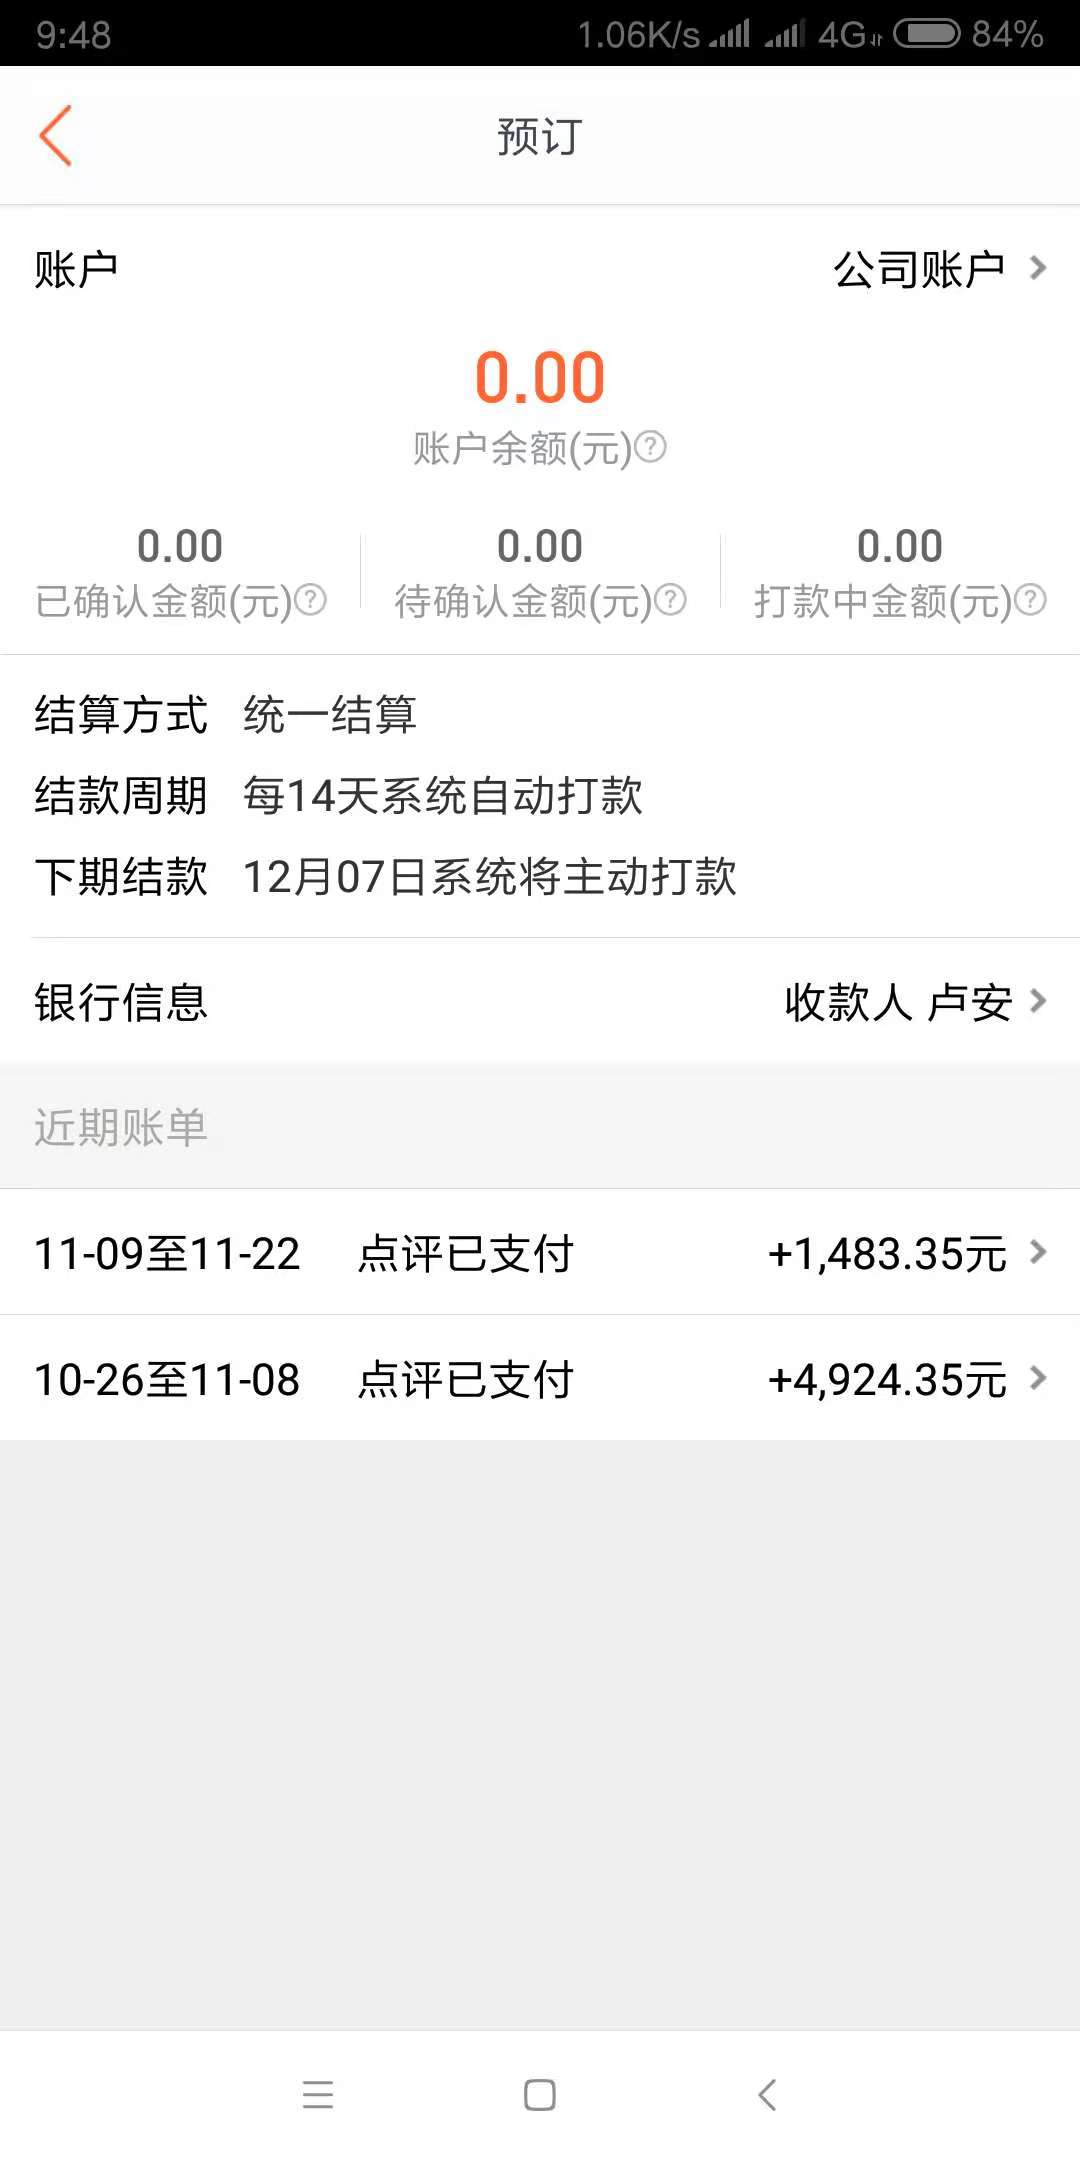 9:48 1.06K/s 4G 84%
预订
账户 公司账户
0.00
账户余额(元)?
0.00 0.00 0.00
已确认金额(元)? 待确认金额(元)? 打款中金额(元)?
结算方式 统一结算
结款周期 每14天系统自动打款
下期结款 12月07日系统将主动打款
银行信息 收款人 卢安
近期账单
11-09至11-22 点评已支付 +1,483.35元
10-26至11-08 点评已支付 +4,924.35元